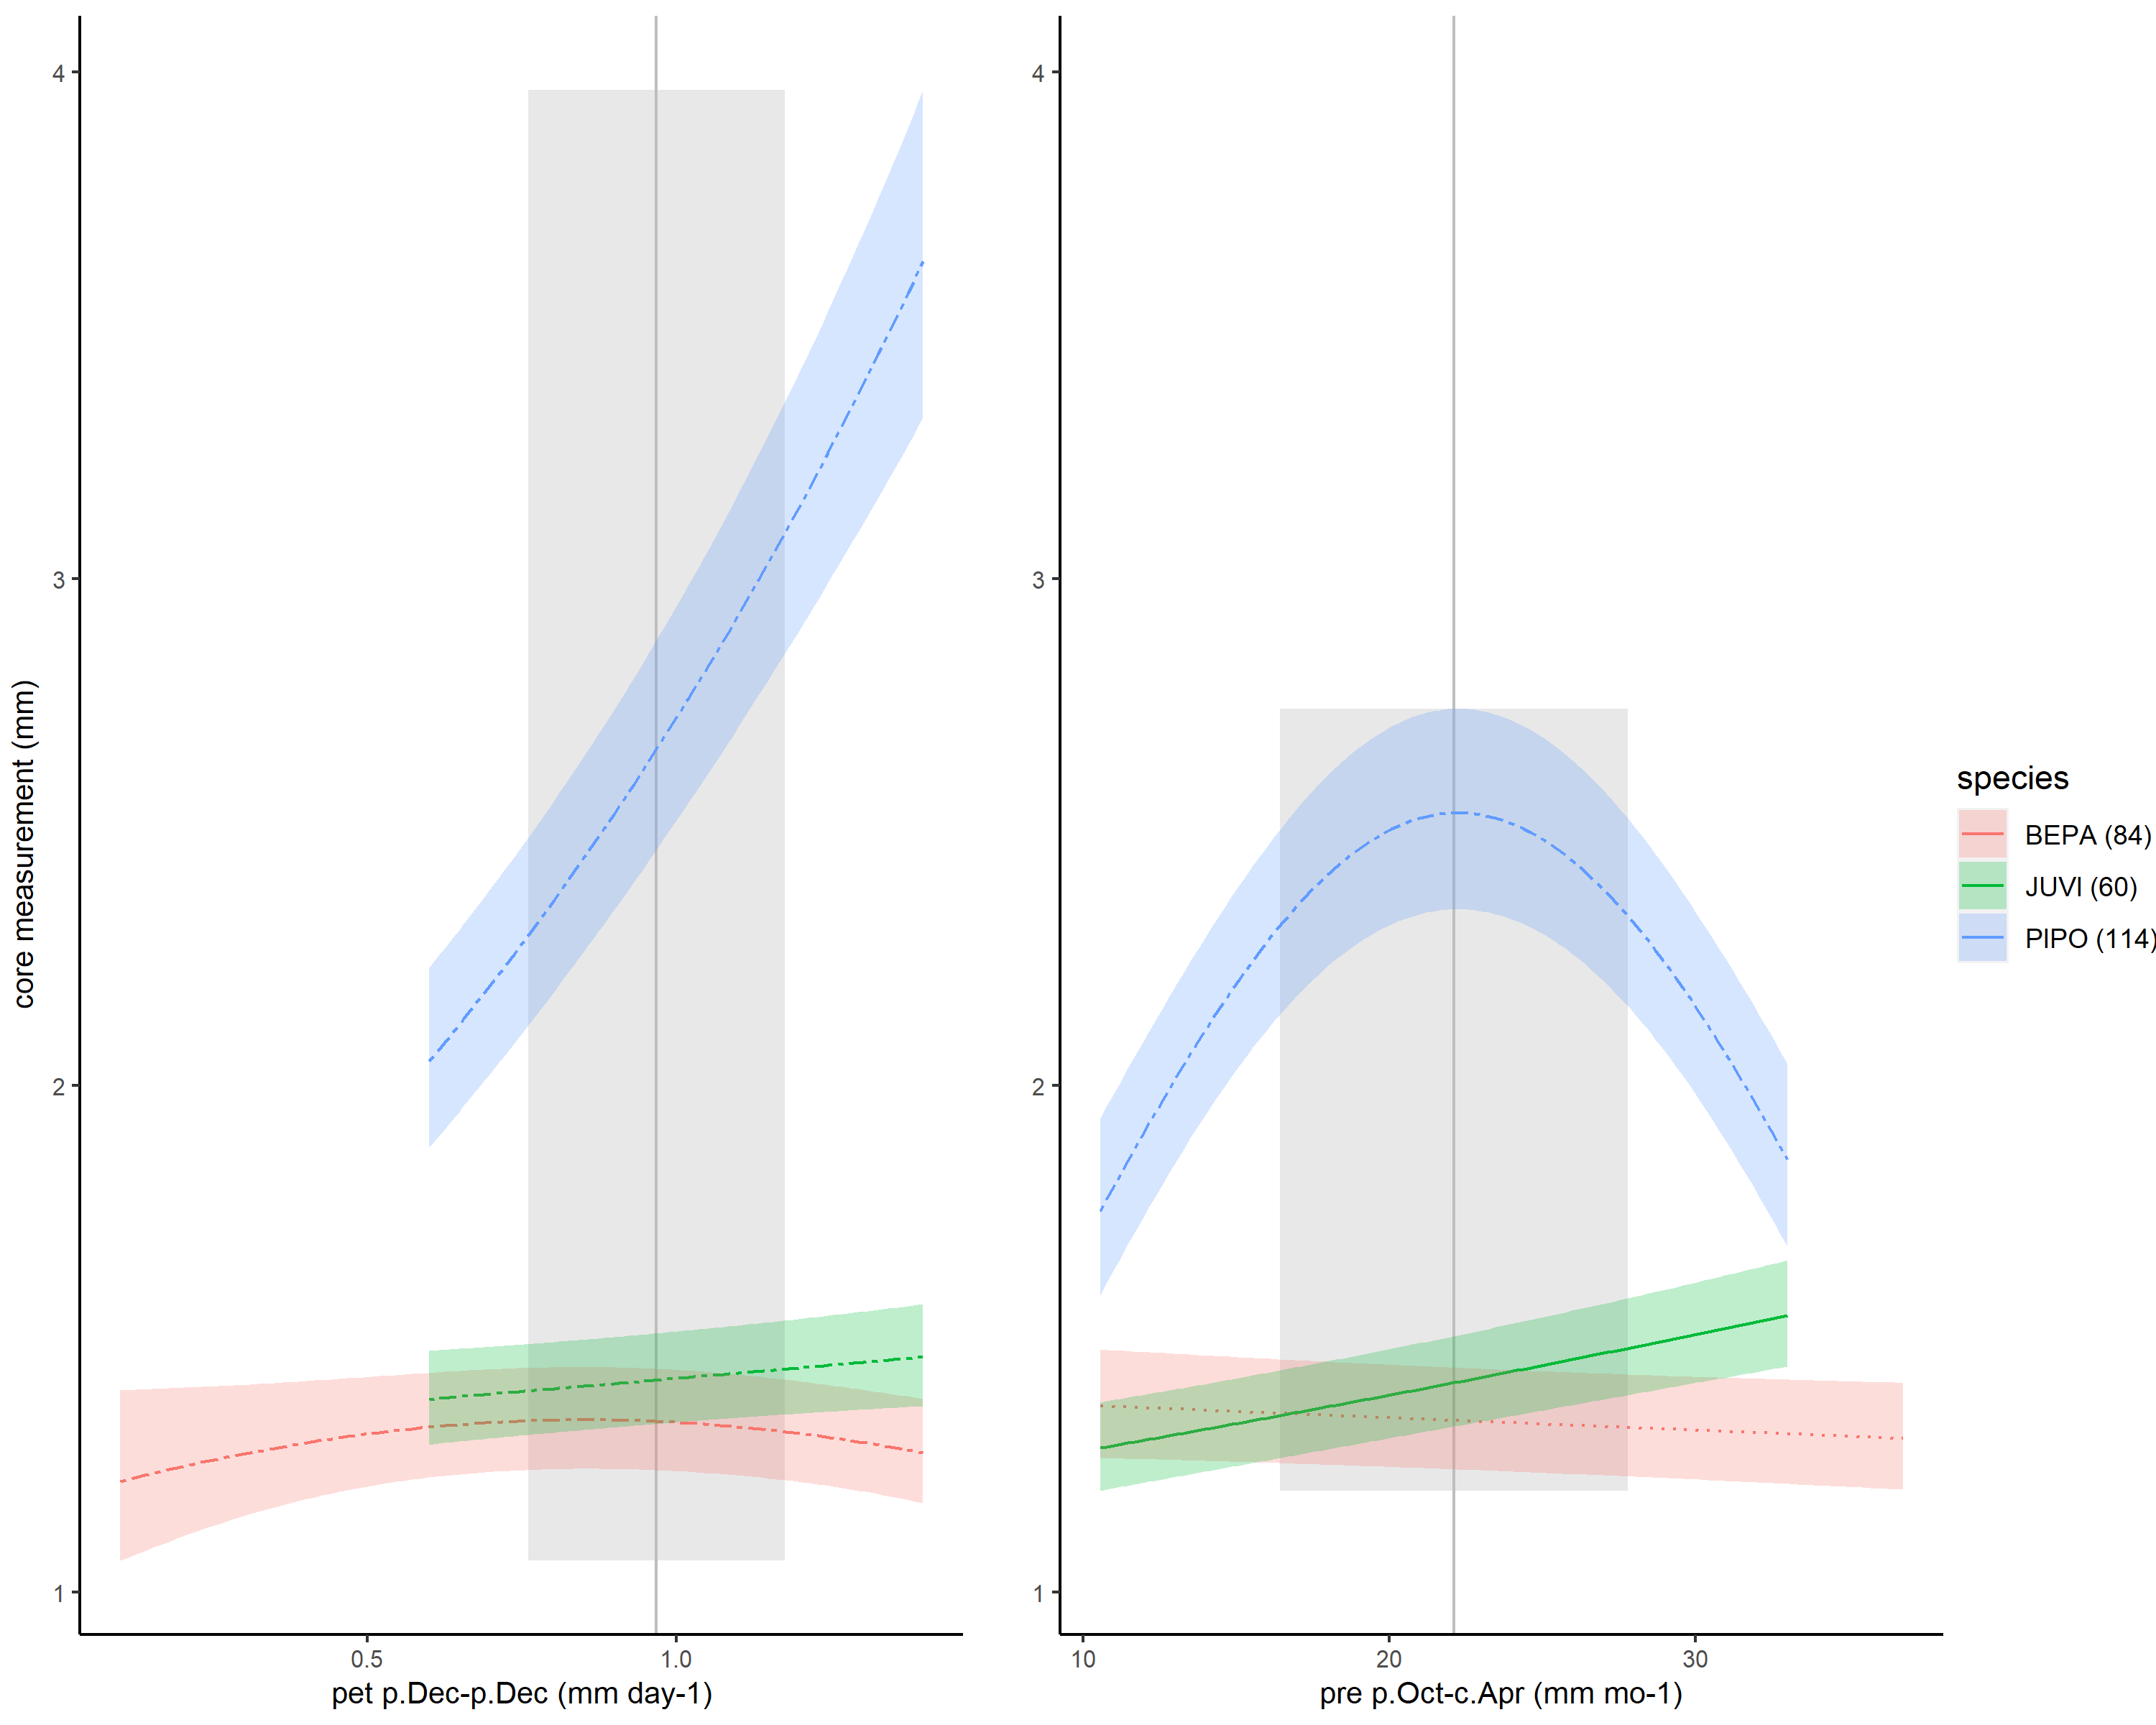 core measurement (mm)
4
3
2
1
0.5 1.0
pet p.Dec-p.Dec (mm day-1)
4
3
2
1
10 20 30
pre p.Oct-c.Apr (mm mo-1)
species
BEPA (84)
JUVI (60)
PIPO (114)